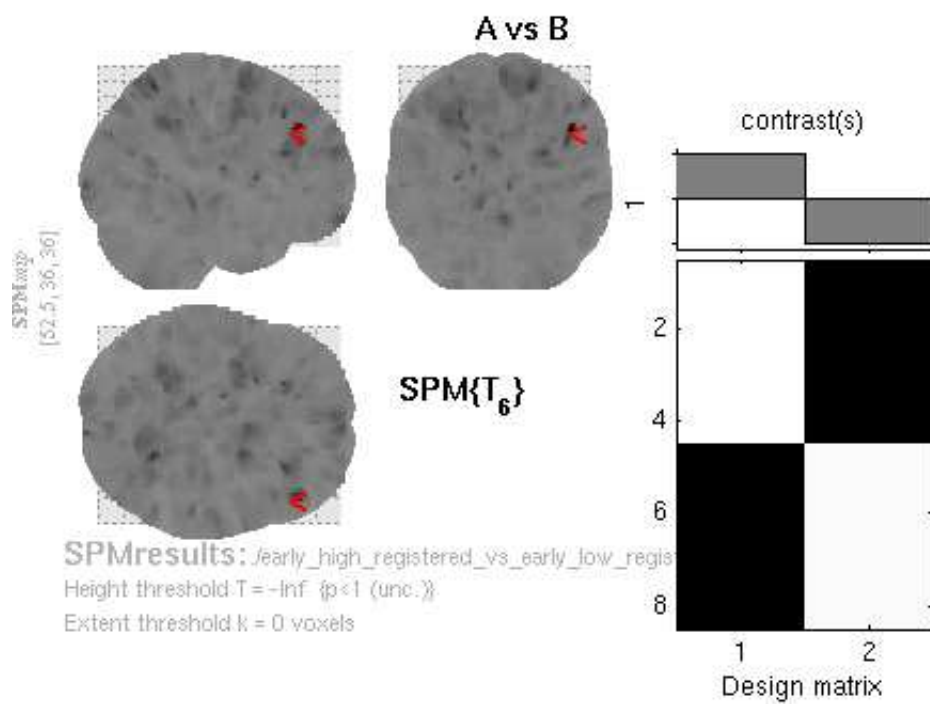 A vs B
contrast(s)
1
SPMmip
[52.5, 36, 36]
SPM{T6}
2
4
6
8
1 2
Design matrix
SPMresults: ./early_high_registered_vs_early_low_regis
Height threshold T = -Inf {p<1 (unc.)}
Extent threshold k = 0 voxels